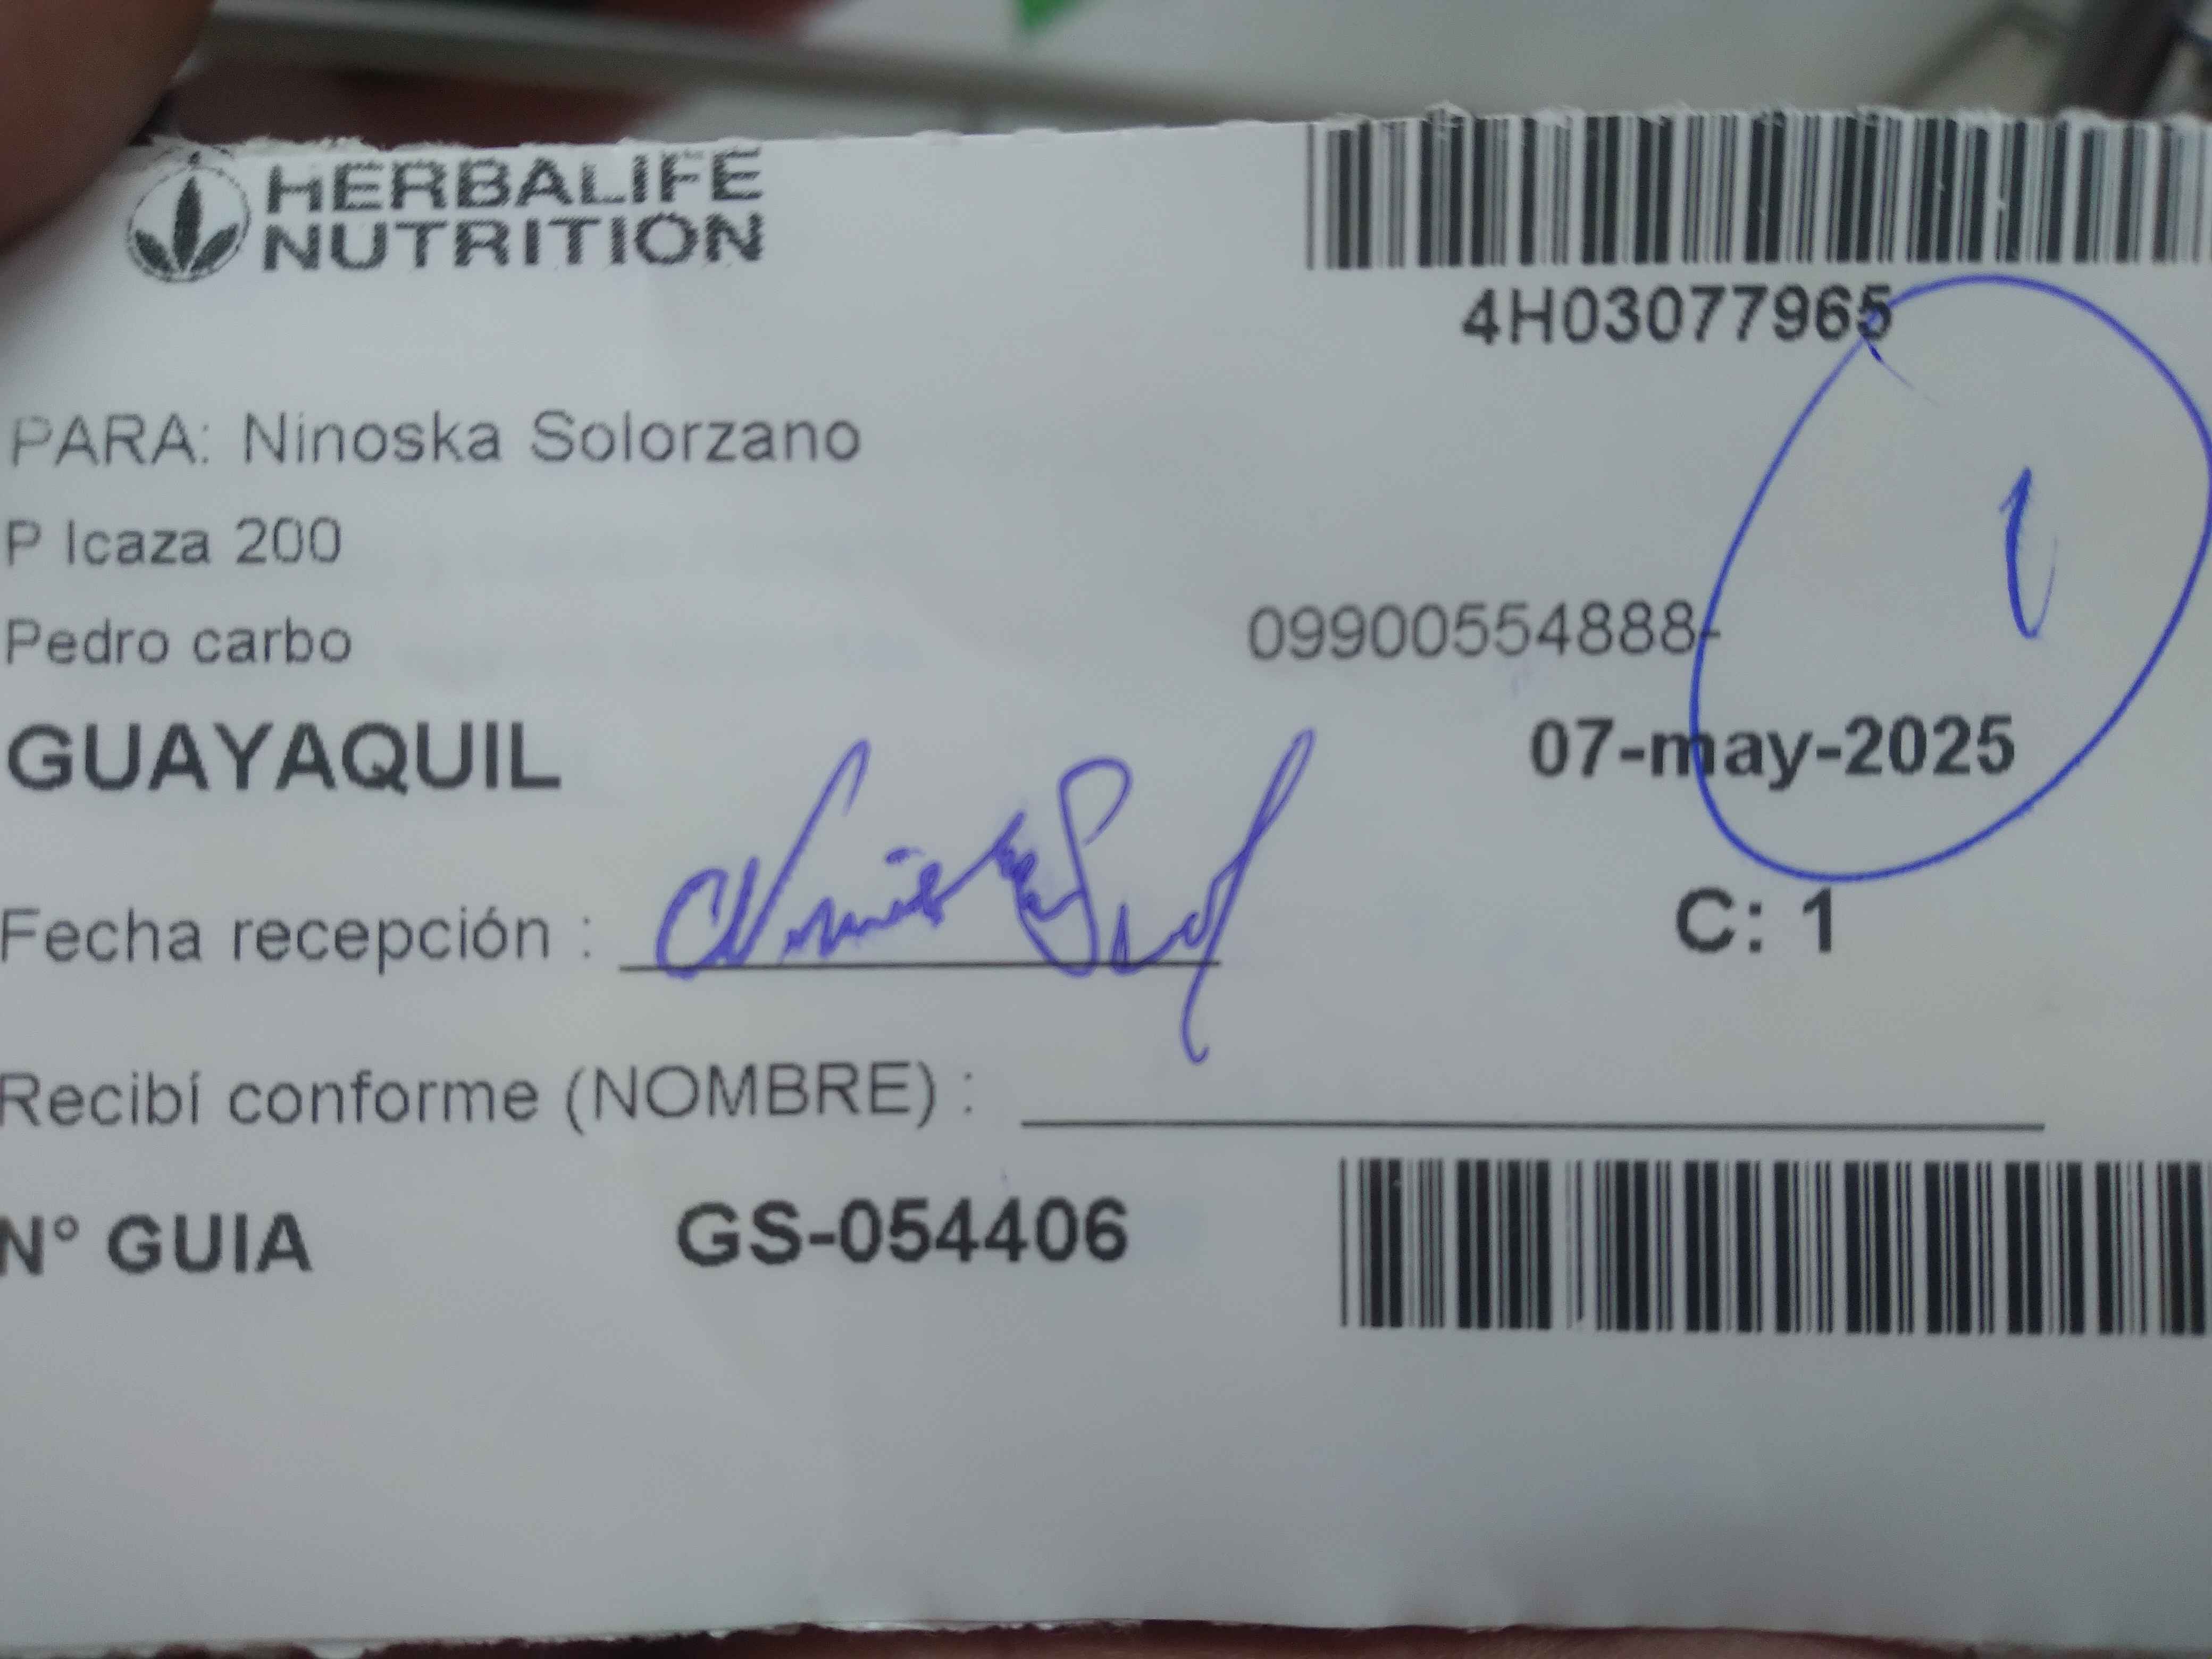 HERBALIFE
NUTRITION
4H03077965
PARA: Ninoska Solorzano
P Icaza 200
Pedro carbo
09900554888-
GUAYAQUIL
07-may-2025
1
Fecha recepción :
C: 1
Recibí conforme (NOMBRE) :
N° GUIA GS-054406